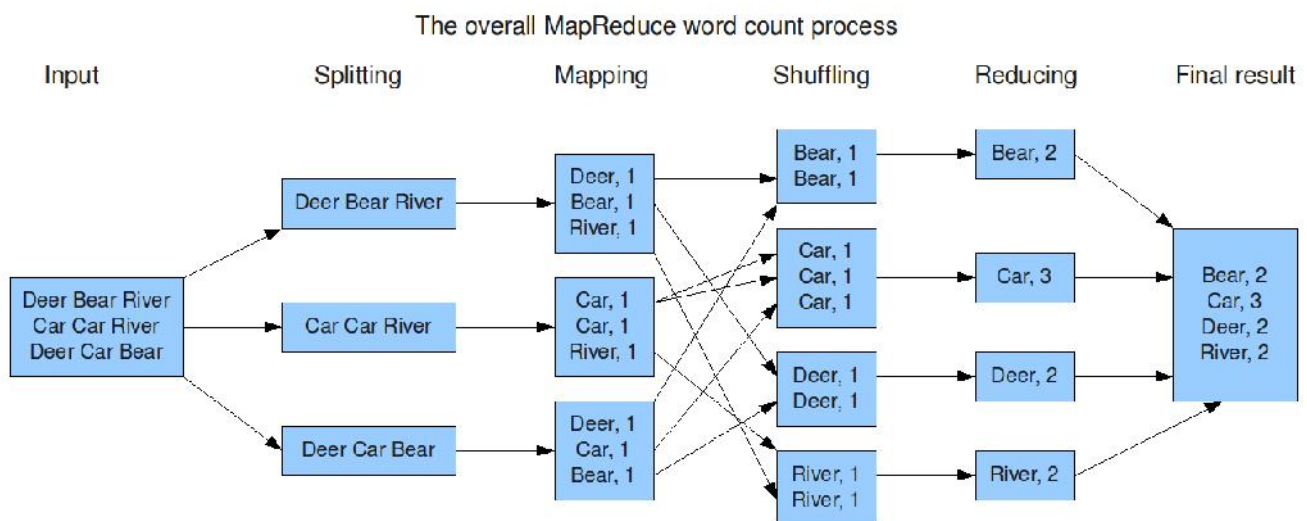 The overall MapReduce word count process
Input
Splitting
Mapping
Shuffling
Reducing
Final result
Deer Bear River
Car Car River
Deer Car Bear
Deer Bear River
Car Car River
Deer Car Bear
Deer, 1
Bear, 1
River, 1
Car, 1
Car, 1
River, 1
Deer, 1
Car, 1
Bear, 1
Bear, 1
Bear, 1
Car, 1
Car, 1
Car, 1
Deer, 1
Deer, 1
River, 1
River, 1
Bear, 2
Car, 3
Deer, 2
River, 2
Bear, 2
Car, 3
Deer, 2
River, 2